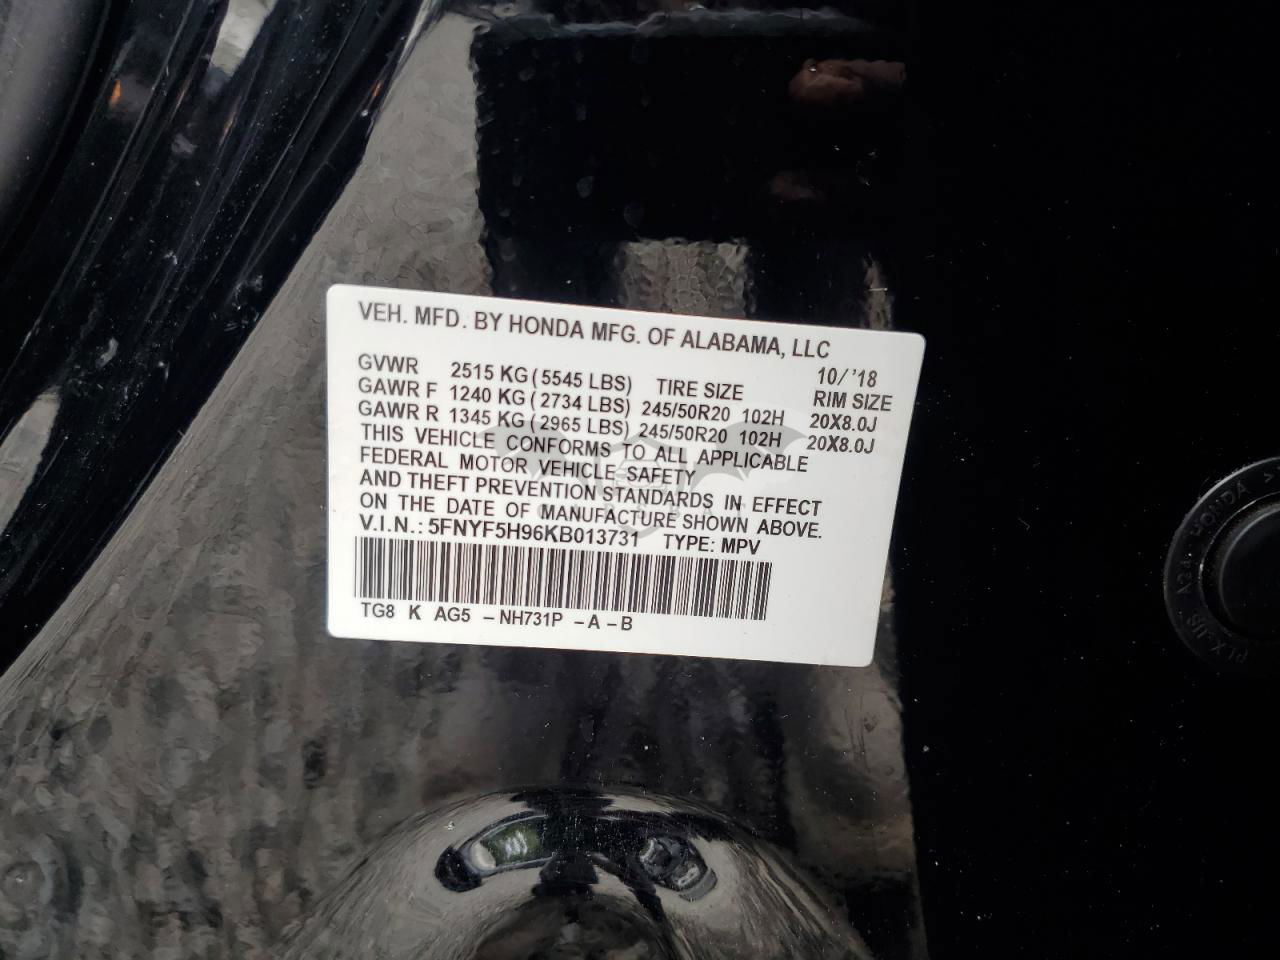 VEH. MFD. BY HONDA MFG. OF ALABAMA, LLC
10/ '18
GVWR 2515 KG ( 5545 LBS) TIRE SIZE RIM SIZE
GAWR F 1240 KG ( 2734 LBS) 245/50R20 102H 20X8.0J
GAWR R 1345 KG ( 2965 LBS) 245/50R20 102H 20X8.0J
THIS VEHICLE CONFORMS TO ALL APPLICABLE
FEDERAL MOTOR VEHICLE SAFETY
AND THEFT PREVENTION STANDARDS IN EFFECT
ON THE DATE OF MANUFACTURE SHOWN ABOVE.
V.I.N.: 5FNYF5H96KB013731 TYPE: MPV
TG8 K AG5 – NH731P – A – B
HONDA